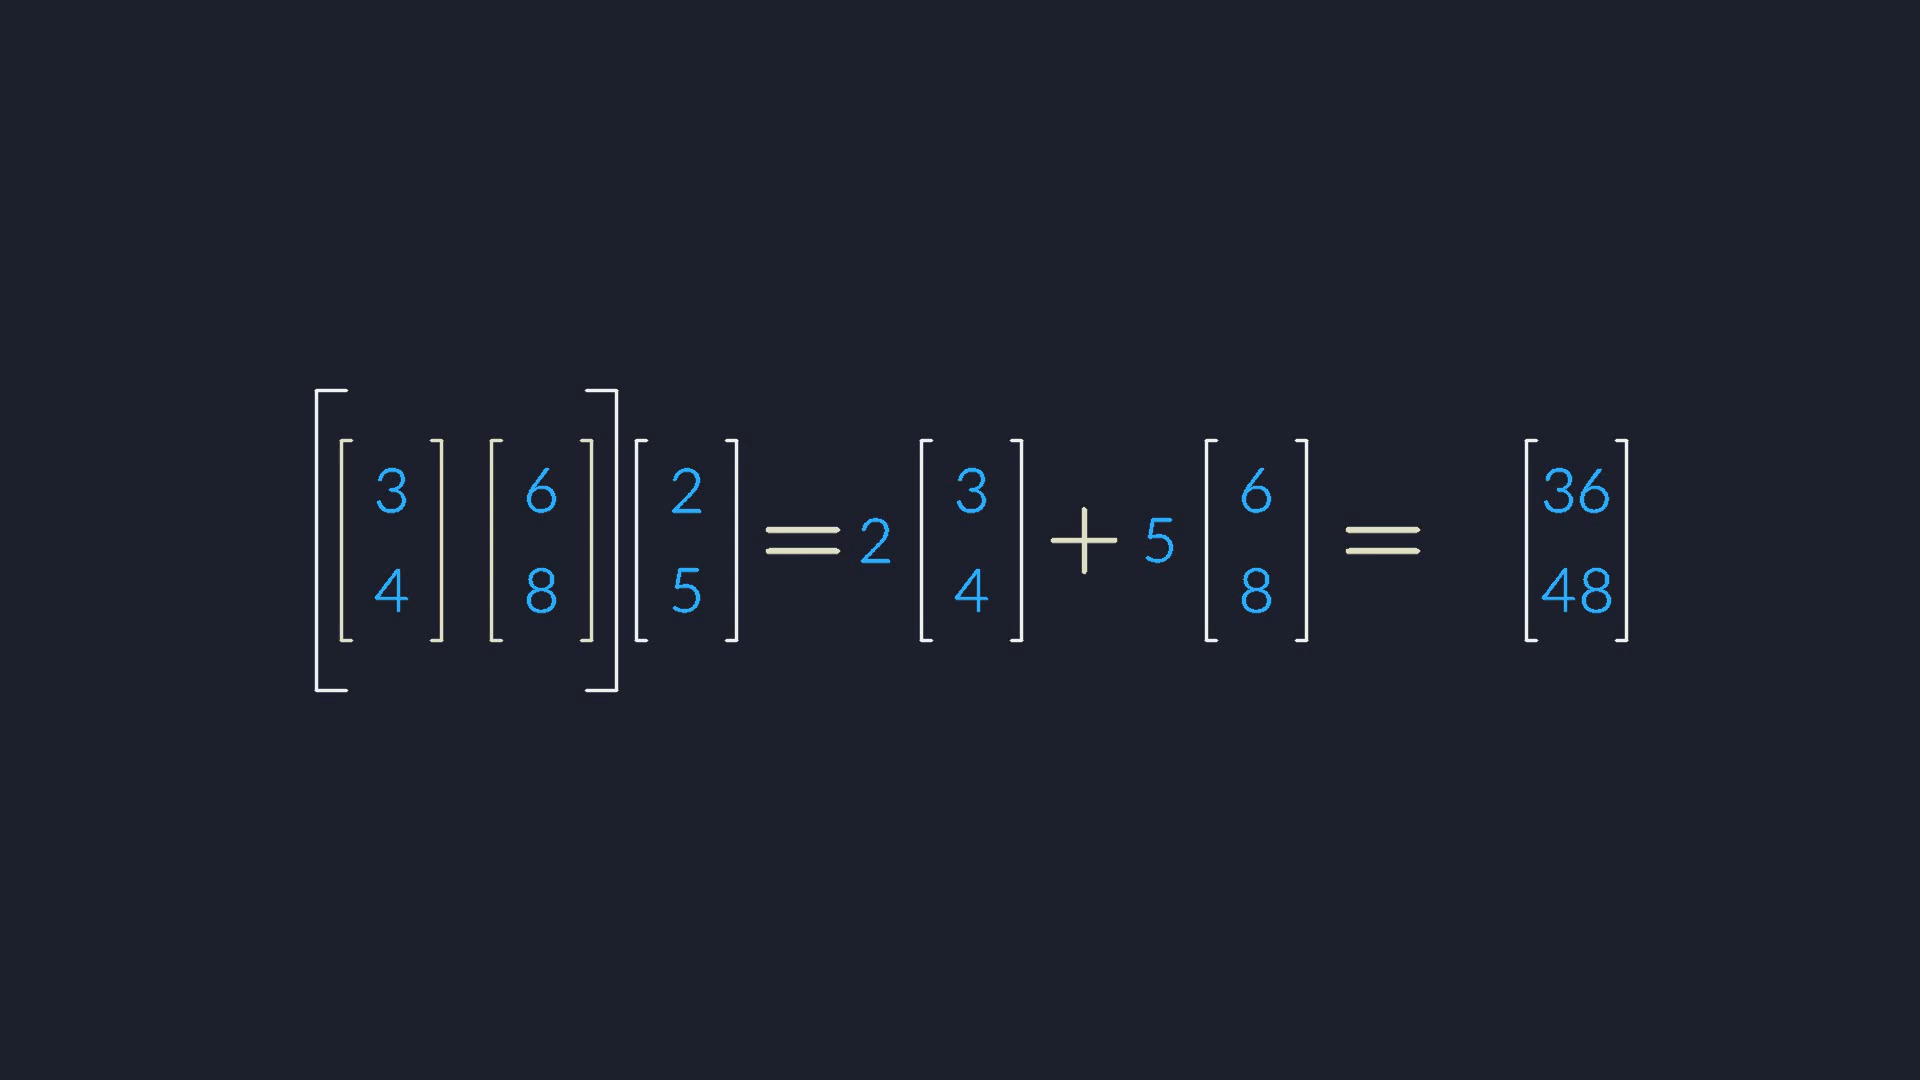 [[3 4] [6 8]] [2 5] = 2 [3 4] + 5 [6 8] = [36 48]